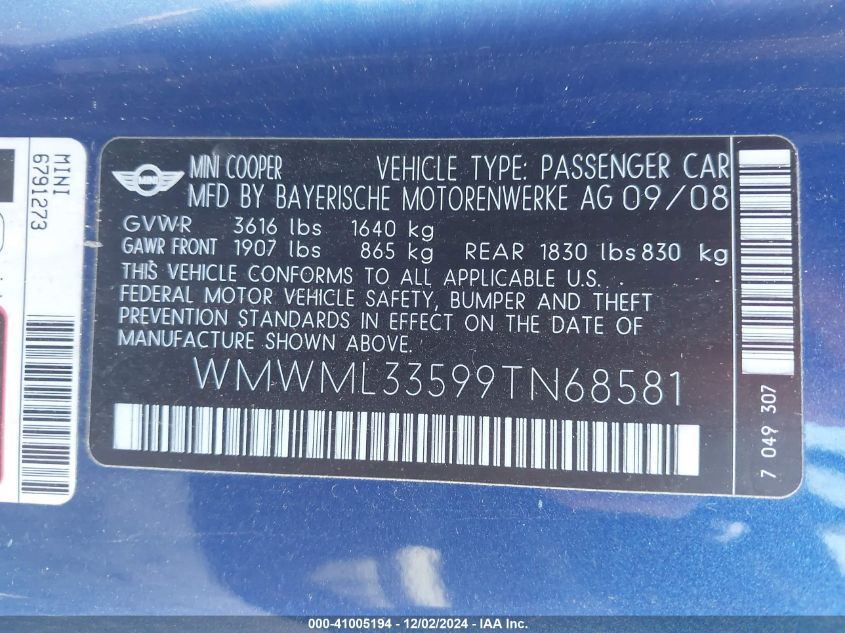 MINI
6791273
MINI
MINI COOPER VEHICLE TYPE: PASSENGER CAR
MFD BY BAYERISCHE MOTORENWERKE AG 09/08
GVWR 3616 lbs 1640 kg
GAWR FRONT 1907 lbs 865 kg REAR 1830 lbs 830 kg
THIS VEHICLE CONFORMS TO ALL APPLICABLE U.S.
FEDERAL MOTOR VEHICLE SAFETY, BUMPER AND THEFT
PREVENTION STANDARDS IN EFFECT ON THE DATE OF
MANUFACTURE SHOWN ABOVE.
WMWML33599TN68581
7 049 307
000-41005194 - 12/02/2024 - IAAI.COM